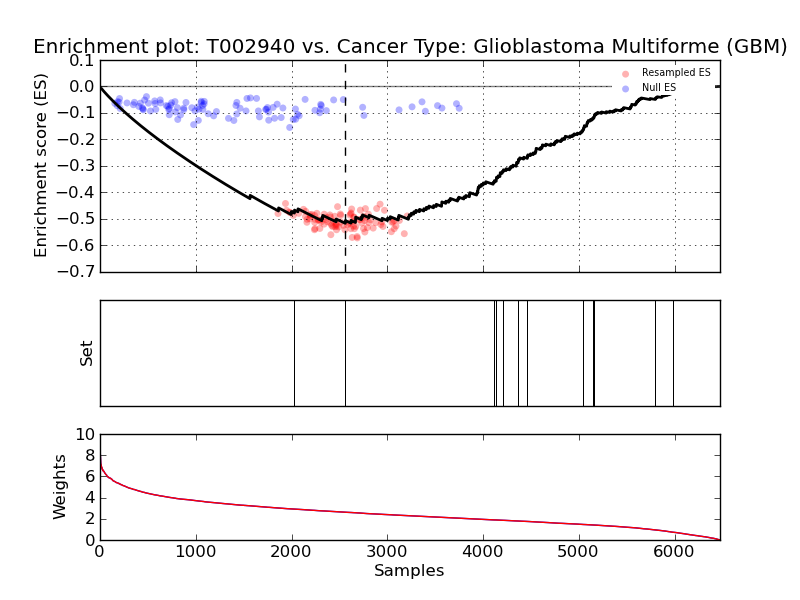 Enrichment plot: T002940 vs. Cancer Type: Glioblastoma Multiforme (GBM)
0.1
0.0
−0.1
−0.2
−0.3
−0.4
−0.5
−0.6
−0.7
Enrichment score (ES)
Resampled ES
Null ES
Set
10
8
6
4
2
0
Weights
0 1000 2000 3000 4000 5000 6000
Samples